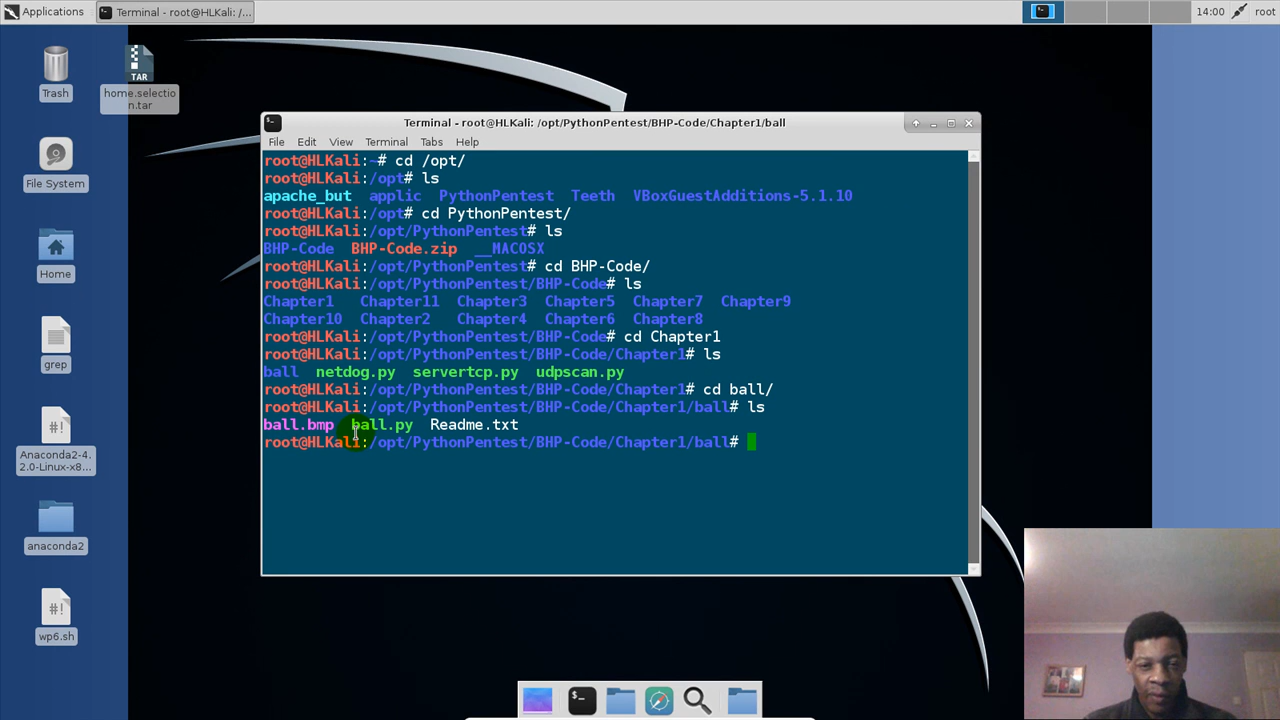 Applications
Terminal - root@HLKali: /...
14:00
root
Trash
TAR
home.selectio
n.tar
File System
Home
grep
#!
Anaconda2-4.
2.0-Linux-x8...
anaconda2
#!
wp6.sh
Terminal - root@HLKali: /opt/PythonPentest/BHP-Code/Chapter1/ball
File Edit View Terminal Tabs Help
root@HLKali:~# cd /opt/
root@HLKali:/opt# ls
apache_but applic PythonPentest Teeth VBoxGuestAdditions-5.1.10
root@HLKali:/opt# cd PythonPentest/
root@HLKali:/opt/PythonPentest# ls
BHP-Code BHP-Code.zip __MACOSX
root@HLKali:/opt/PythonPentest# cd BHP-Code/
root@HLKali:/opt/PythonPentest/BHP-Code# ls
Chapter1 Chapter11 Chapter3 Chapter5 Chapter7 Chapter9
Chapter10 Chapter2 Chapter4 Chapter6 Chapter8
root@HLKali:/opt/PythonPentest/BHP-Code# cd Chapter1
root@HLKali:/opt/PythonPentest/BHP-Code/Chapter1# ls
ball netdog.py servertcp.py udpscan.py
root@HLKali:/opt/PythonPentest/BHP-Code/Chapter1# cd ball/
root@HLKali:/opt/PythonPentest/BHP-Code/Chapter1/ball# ls
ball.bmp ball.py Readme.txt
root@HLKali:/opt/PythonPentest/BHP-Code/Chapter1/ball#